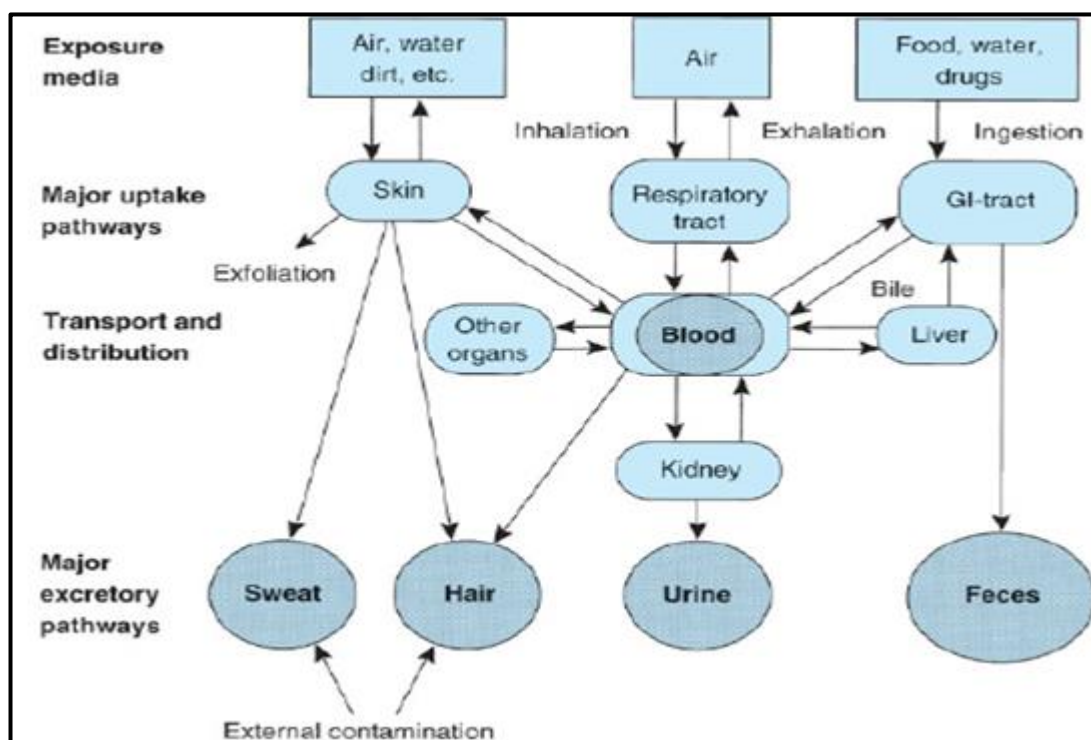 Exposure
media
Air, water
dirt, etc.
Air
Food, water,
drugs
Inhalation
Exhalation
Ingestion
Major uptake
pathways
Skin
Respiratory
tract
GI-tract
Exfoliation
Bile
Transport and
distribution
Other
organs
Blood
Liver
Kidney
Major
excretory
pathways
Sweat
Hair
Urine
Feces
External contamination